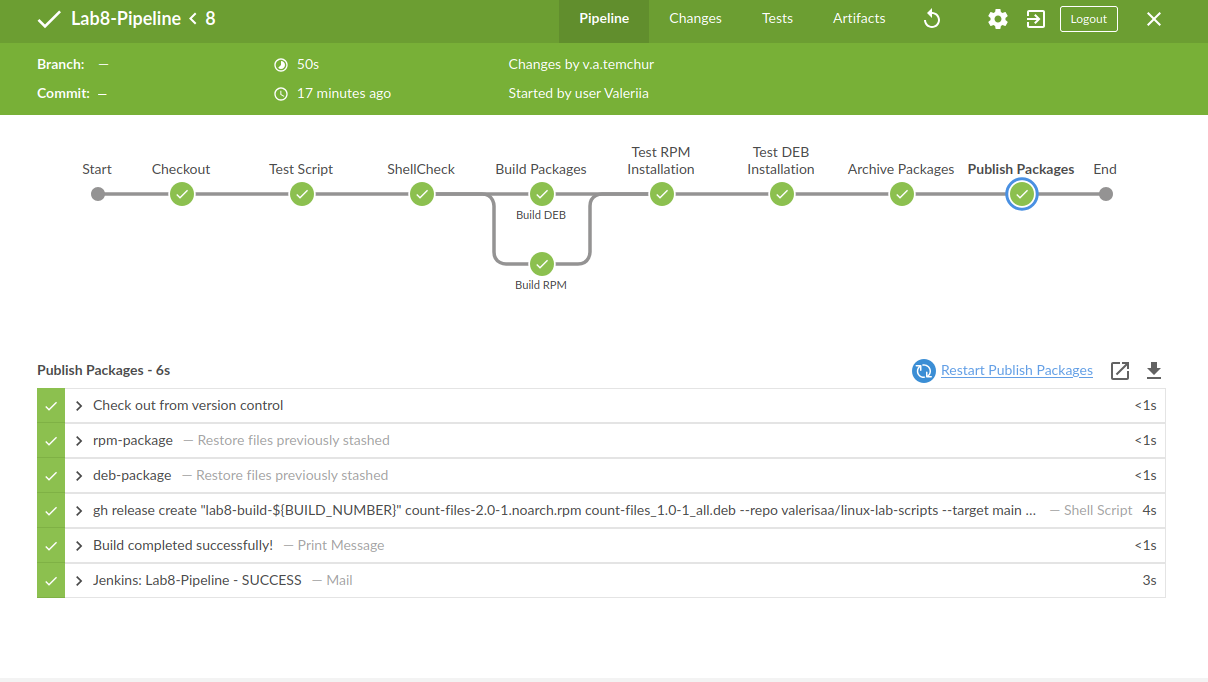 Lab8-Pipeline < 8
Pipeline Changes Tests Artifacts Logout
Branch: — 50s Changes by v.a.temchur
Commit: — 17 minutes ago Started by user Valeriia
Start Checkout Test Script ShellCheck Build Packages Test RPM Installation Test DEB Installation Archive Packages Publish Packages End
Build DEB
Build RPM
Publish Packages - 6s Restart Publish Packages
Check out from version control <1s
rpm-package — Restore files previously stashed <1s
deb-package — Restore files previously stashed <1s
gh release create "lab8-build-${BUILD_NUMBER}" count-files-2.0-1.noarch.rpm count-files_1.0-1_all.deb --repo valerisaa/linux-lab-scripts --target main ... — Shell Script 4s
Build completed successfully! — Print Message <1s
Jenkins: Lab8-Pipeline - SUCCESS — Mail 3s